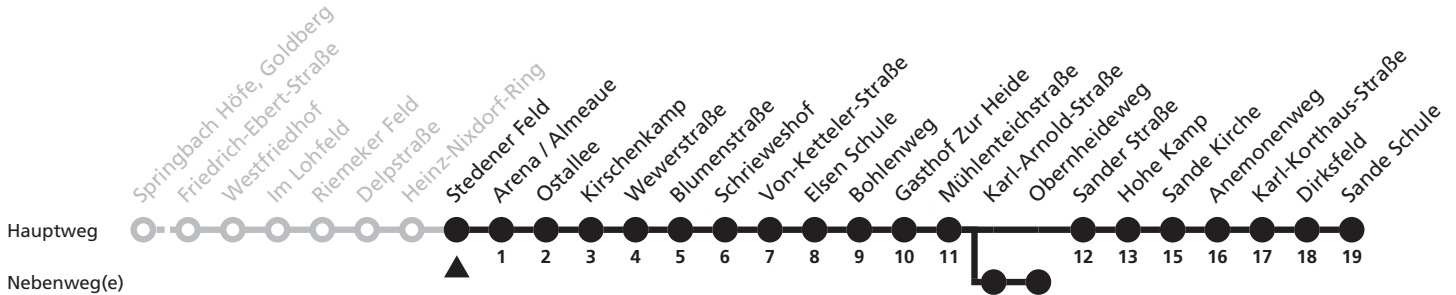 Springbach Höfe, Goldberg
Friedrich-Ebert-Straße
Westfriedhof
Im Lohfeld
Riemeker Feld
Delpstraße
Heinz-Nixdorf-Ring
Stedener Feld
Arena / Almeaue
Ostallee
Kirschenkamp
Wewerstraße
Blumenstraße
Schrieweshof
Von-Ketteler-Straße
Elsen Schule
Bohlenweg
Gasthof Zur Heide
Mühlenteichstraße
Karl-Arnold-Straße
Obernheideweg
Sander Straße
Hohe Kamp
Sande Kirche
Anemonenweg
Karl-Korthaus-Straße
Dirksfeld
Sande Schule
Hauptweg
1 2 3 4 5 6 7 8 9 10 11 12 13 15 16 17 18 19
Nebenweg(e)